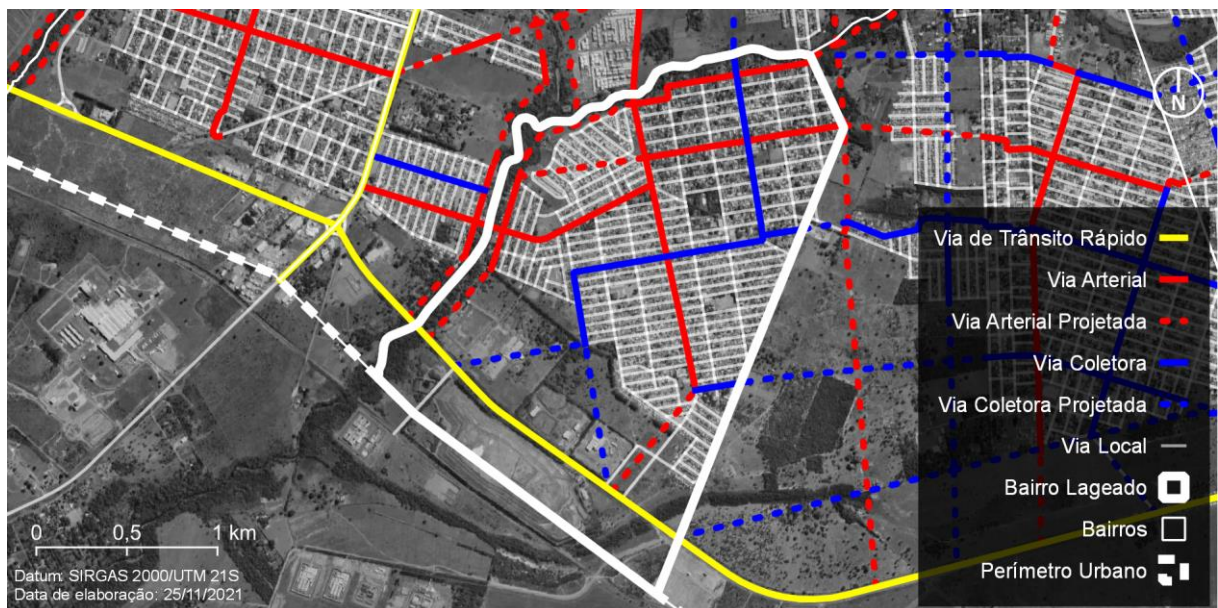 N
Via de Trânsito Rápido
Via Arterial
Via Arterial Projetada
Via Coletora
Via Coletora Projetada
Via Local
Bairro Lageado
Bairros
Perímetro Urbano
0 0,5 1 km
Datum: SIRGAS 2000/UTM 21S
Data de elaboração: 25/11/2021